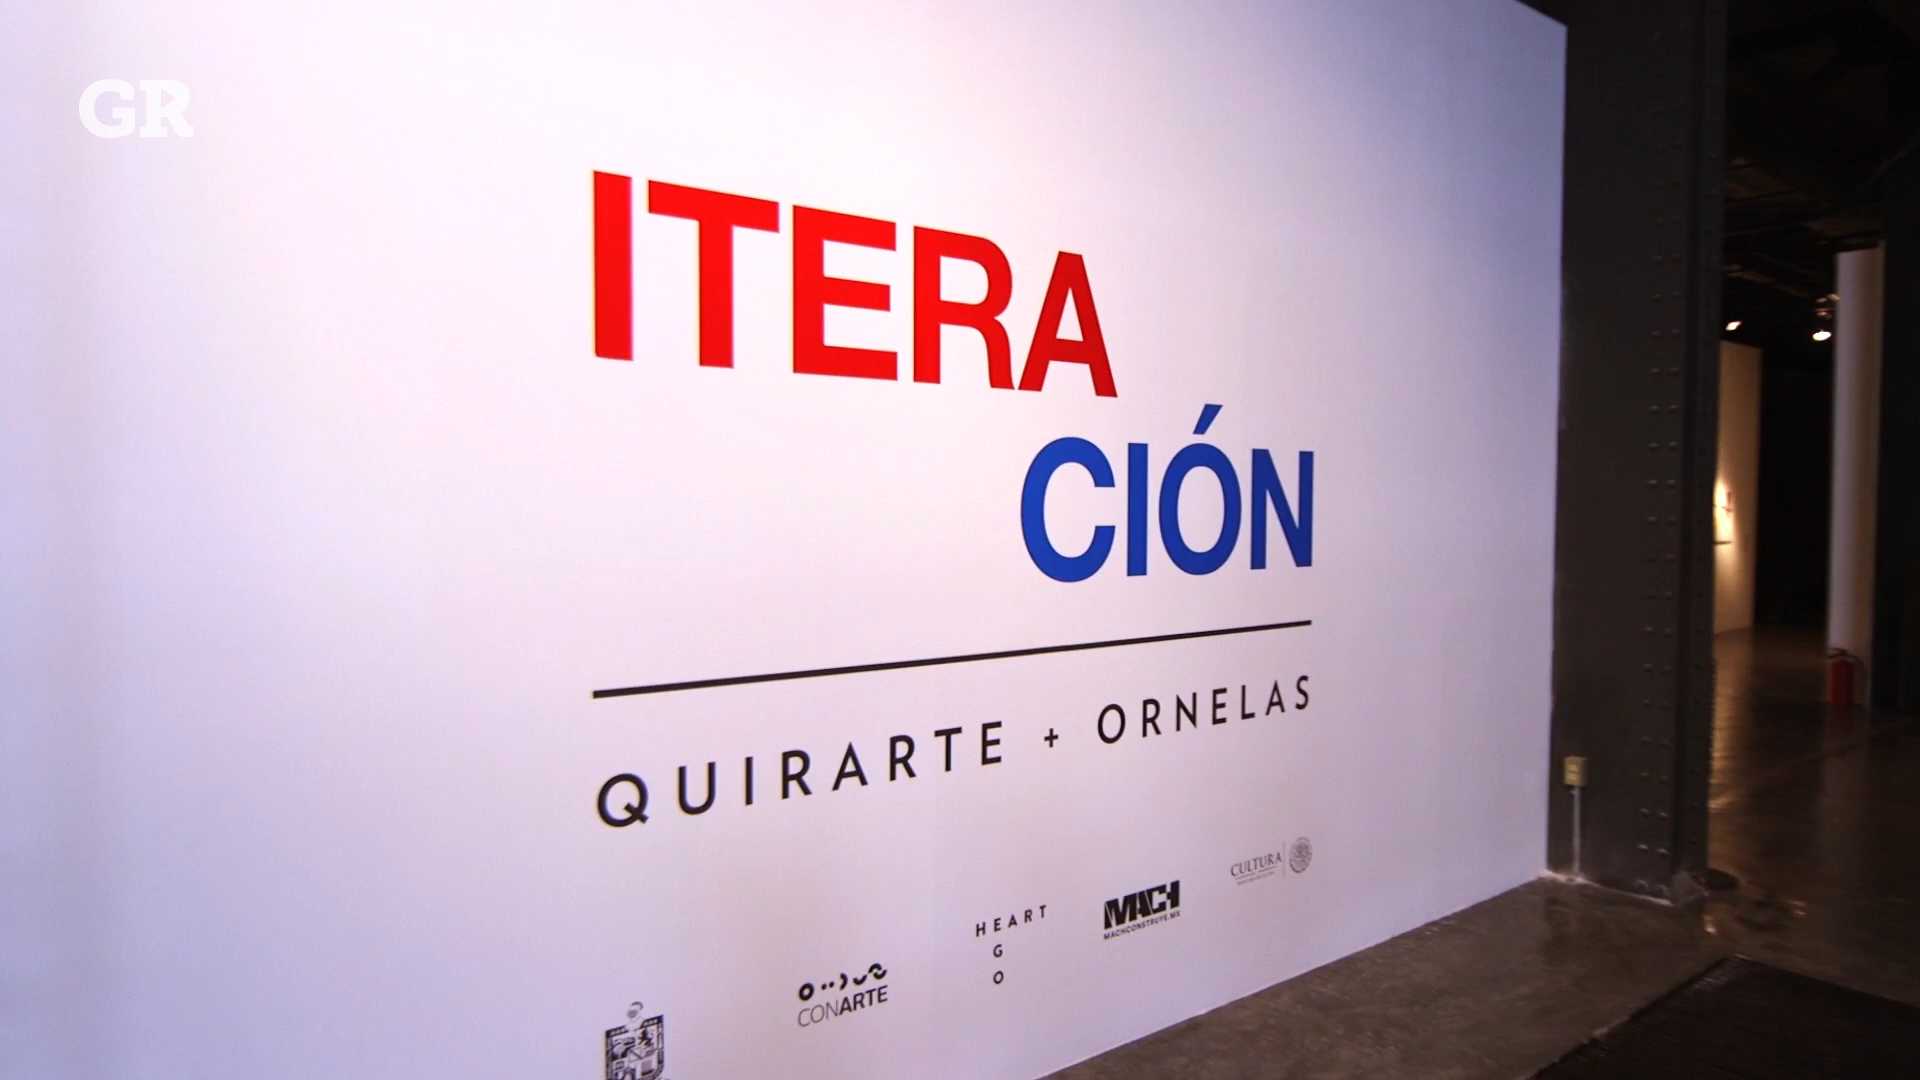 GR
ITERA
CIÓN
QUIRARTE + ORNELAS
CULTURA
HEART
G
O
MACH
MACHCONSTRUYE.MX
CONARTE